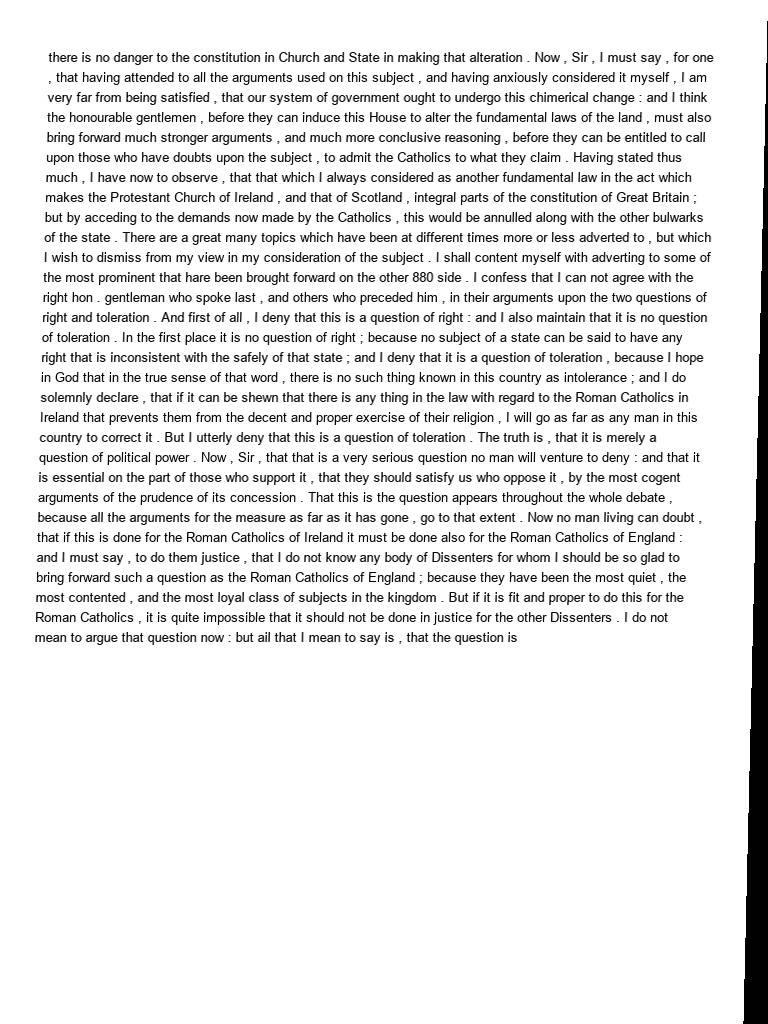 there is no danger to the constitution in Church and State in making that alteration . Now , Sir , I must say , for one
, that having attended to all the arguments used on this subject , and having anxiously considered it myself , I am
very far from being satisfied , that our system of government ought to undergo this chimerical change : and I think
the honourable gentlemen , before they can induce this House to alter the fundamental laws of the land , must also
bring forward much stronger arguments , and much more conclusive reasoning , before they can be entitled to call
upon those who have doubts upon the subject , to admit the Catholics to what they claim . Having stated thus
much , I have now to observe , that that which I always considered as another fundamental law in the act which
makes the Protestant Church of Ireland , and that of Scotland , integral parts of the constitution of Great Britain ;
but by acceding to the demands now made by the Catholics , this would be annulled along with the other bulwarks
of the state . There are a great many topics which have been at different times more or less adverted to , but which
I wish to dismiss from my view in my consideration of the subject . I shall content myself with adverting to some of
the most prominent that hare been brought forward on the other 880 side . I confess that I can not agree with the
right hon . gentleman who spoke last , and others who preceded him , in their arguments upon the two questions of
right and toleration . And first of all , I deny that this is a question of right : and I also maintain that it is no question
of toleration . In the first place it is no question of right ; because no subject of a state can be said to have any
right that is inconsistent with the safely of that state ; and I deny that it is a question of toleration , because I hope
in God that in the true sense of that word , there is no such thing known in this country as intolerance ; and I do
solemnly declare , that if it can be shewn that there is any thing in the law with regard to the Roman Catholics in
Ireland that prevents them from the decent and proper exercise of their religion , I will go as far as any man in this
country to correct it . But I utterly deny that this is a question of toleration . The truth is , that it is merely a
question of political power . Now , Sir , that that is a very serious question no man will venture to deny : and that it
is essential on the part of those who support it , that they should satisfy us who oppose it , by the most cogent
arguments of the prudence of its concession . That this is the question appears throughout the whole debate ,
because all the arguments for the measure as far as it has gone , go to that extent . Now no man living can doubt ,
that if this is done for the Roman Catholics of Ireland it must be done also for the Roman Catholics of England :
and I must say , to do them justice , that I do not know any body of Dissenters for whom I should be so glad to
bring forward such a question as the Roman Catholics of England ; because they have been the most quiet , the
most contented , and the most loyal class of subjects in the kingdom . But if it is fit and proper to do this for the
Roman Catholics , it is quite impossible that it should not be done in justice for the other Dissenters . I do not
mean to argue that question now : but ail that I mean to say is , that the question is